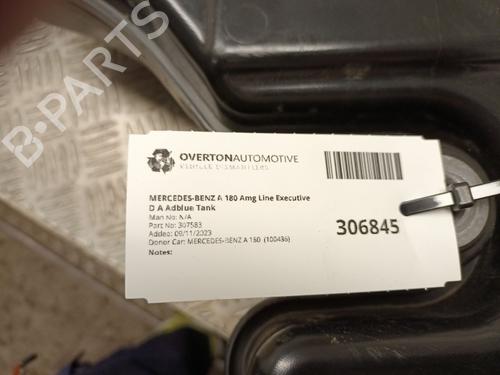 B-PARTS
OVERTONAUTOMOTIVE
VEHICLE DISMANTLERS
MERCEDES-BENZ A 180 Amg Line Executive
D A Adblue Tank
Man No: N/A
Part No: 307583
Added: 09/11/2023
Donor Car: MERCEDES-BENZ A 180 (100436)
Notes:
306845